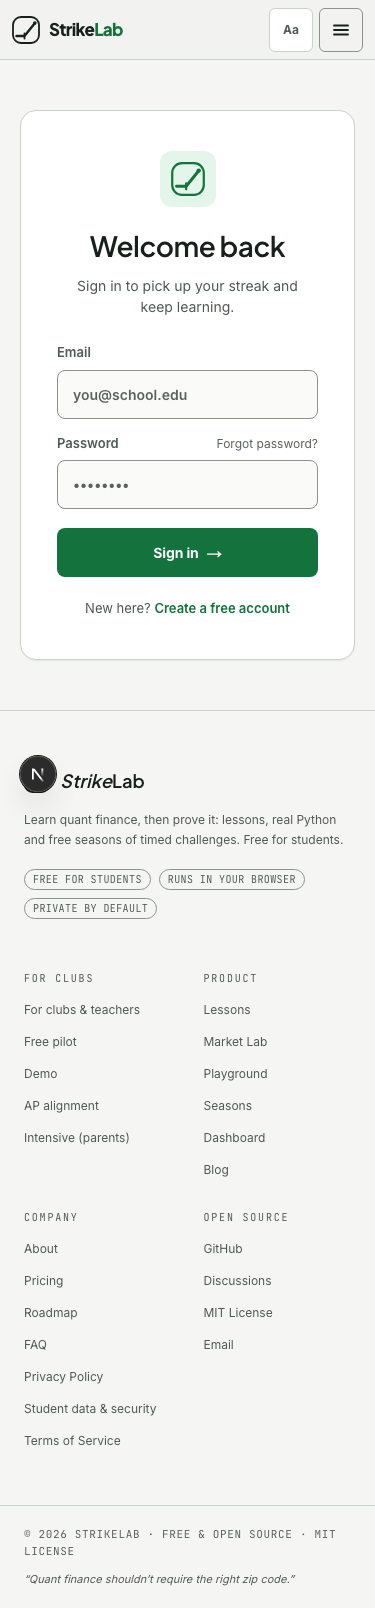 StrikeLab
Aa
Welcome back
Sign in to pick up your streak and
keep learning.
Email
you@school.edu
Password
Forgot password?
••••••••
Sign in →
New here? Create a free account
N
StrikeLab
Learn quant finance, then prove it: lessons, real Python
and free seasons of timed challenges. Free for students.
FREE FOR STUDENTS
RUNS IN YOUR BROWSER
PRIVATE BY DEFAULT
FOR CLUBS
For clubs & teachers
Free pilot
Demo
AP alignment
Intensive (parents)
PRODUCT
Lessons
Market Lab
Playground
Seasons
Dashboard
Blog
COMPANY
About
Pricing
Roadmap
FAQ
Privacy Policy
Student data & security
Terms of Service
OPEN SOURCE
GitHub
Discussions
MIT License
Email
© 2026 STRIKELAB · FREE & OPEN SOURCE · MIT
LICENSE
“Quant finance shouldn’t require the right zip code.”